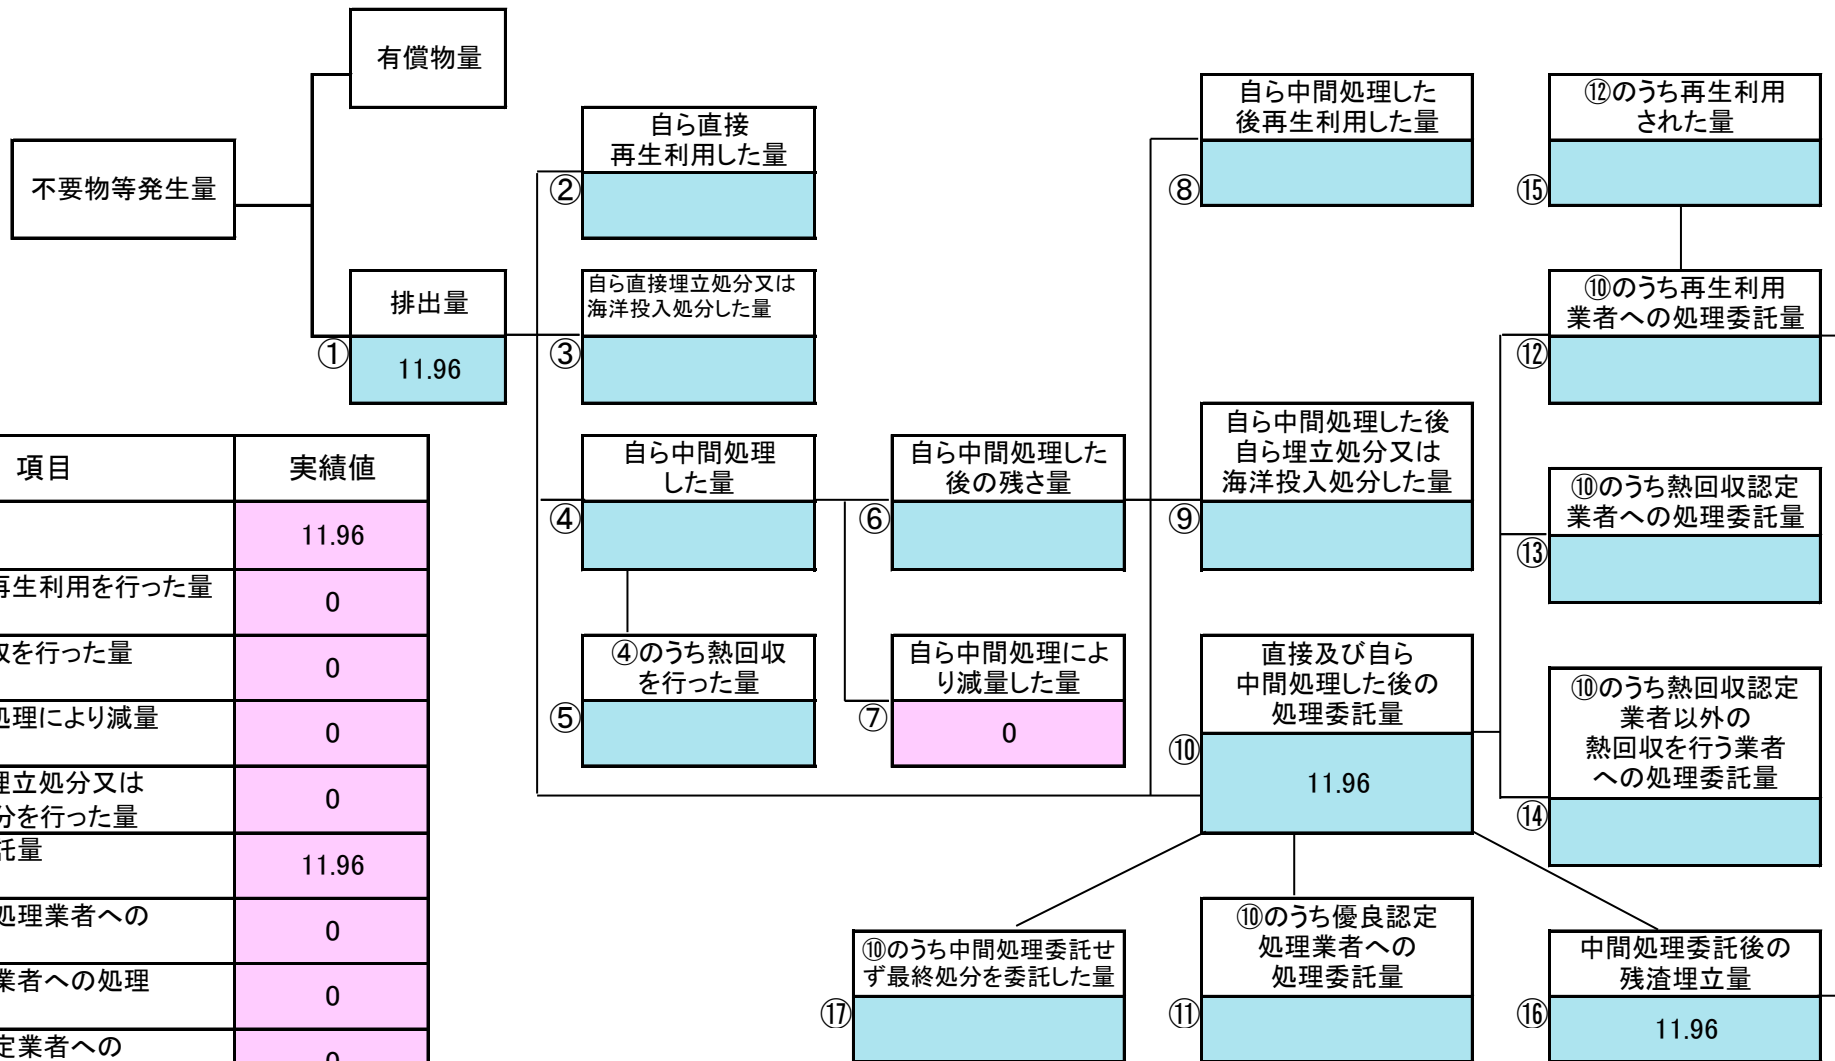 有償物量
不要物等発生量
排出量
①
11.96
自ら直接
再生利用した量
②
自ら直接埋立処分又は
海洋投入処分した量
③
自ら中間処理
した量
④
④のうち熱回収
を行った量
⑤
自ら中間処理した
後の残さ量
⑥
自ら中間処理によ
り減量した量
⑦
0
自ら中間処理した
後再生利用した量
⑧
自ら中間処理した後
自ら埋立処分又は
海洋投入処分した量
⑨
直接及び自ら
中間処理した後の
処理委託量
⑩
11.96
⑫のうち再生利用
された量
⑮
⑩のうち再生利用
業者への処理委託量
⑫
⑩のうち熱回収認定
業者への処理委託量
⑬
⑩のうち熱回収認定
業者以外の
熱回収を行う業者
への処理委託量
⑭
⑩のうち中間処理委託せ
ず最終処分を委託した量
⑰
⑩のうち優良認定
処理業者への
処理委託量
⑪
中間処理委託後の
残渣埋立量
⑯
11.96
項目 実績値
11.96
再生利用を行った量
0
を行った量
0
処理により減量
0
埋立処分又は
分を行った量
0
託量
11.96
処理業者への
0
業者への処理
0
定業者への
0